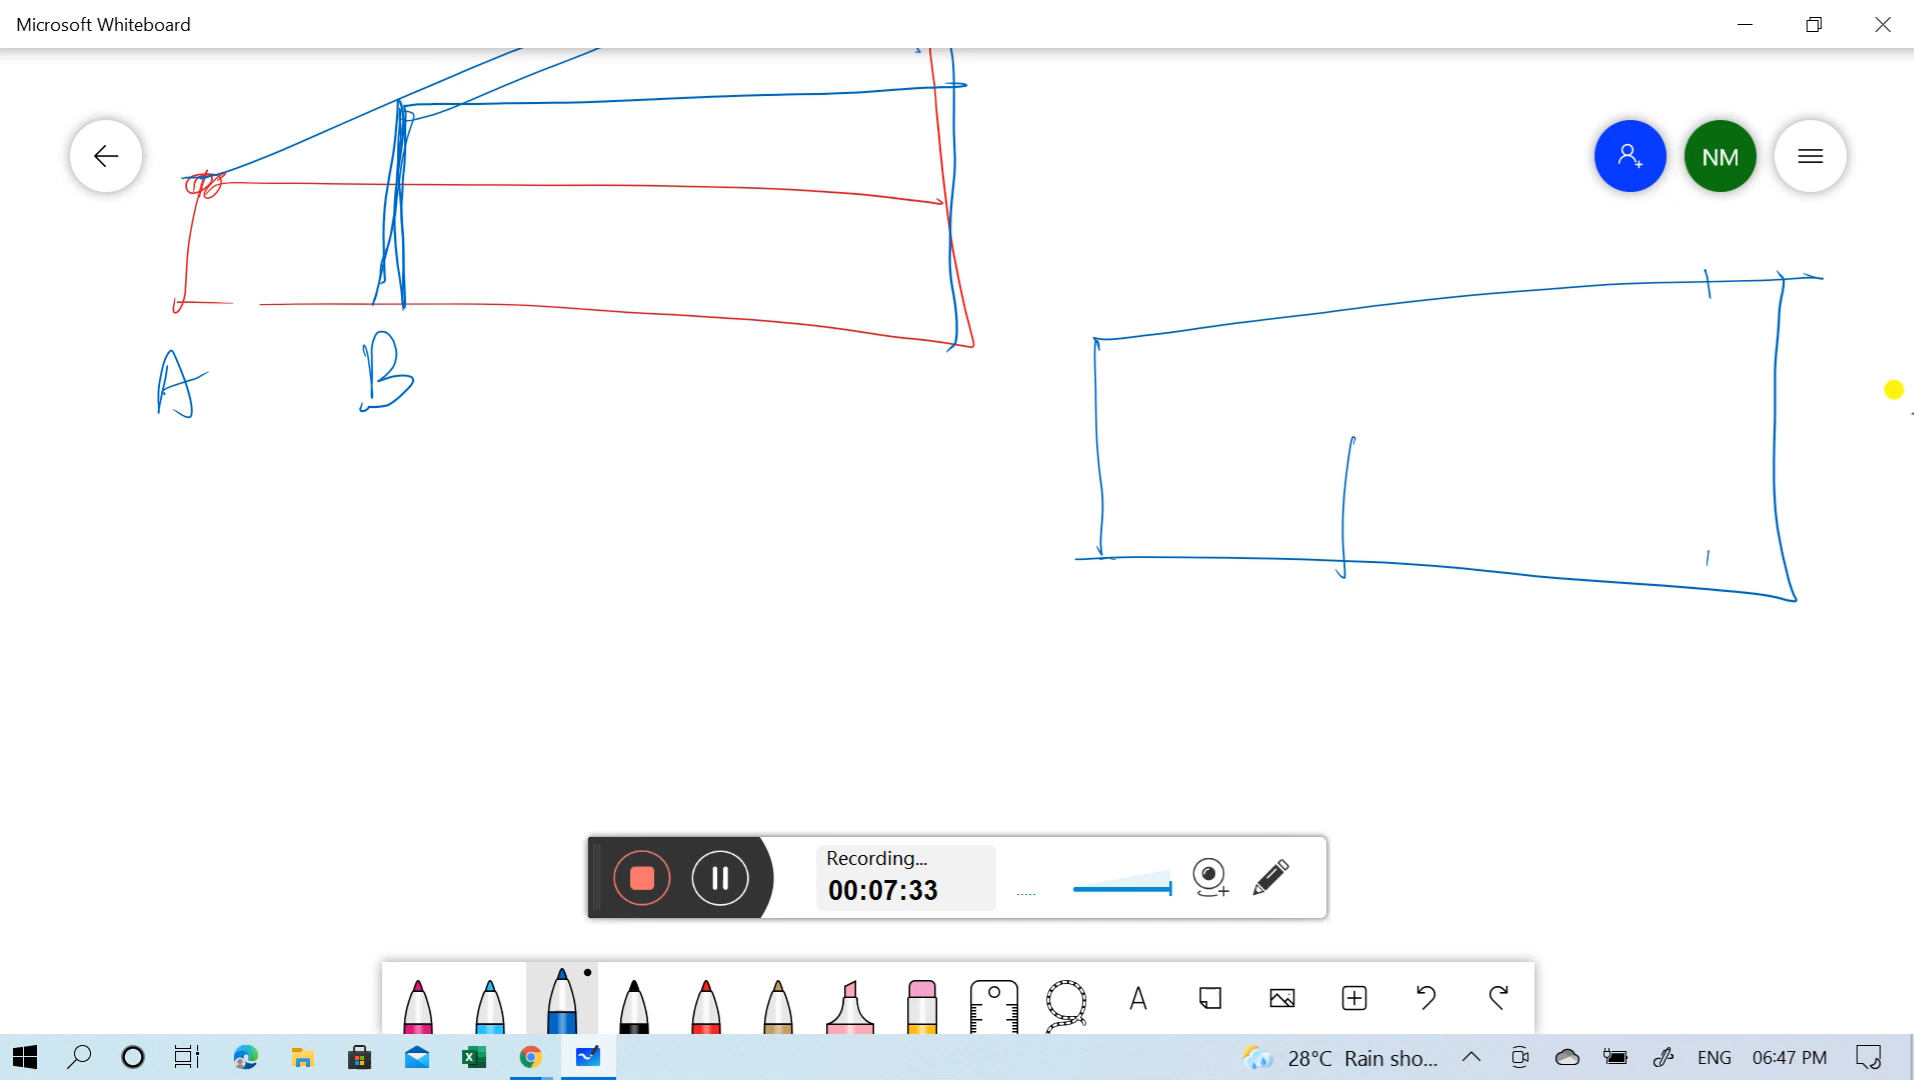 Microsoft Whiteboard
NM
A
B
Recording...
00:07:33
A
28°C Rain sho...
ENG
06:47 PM